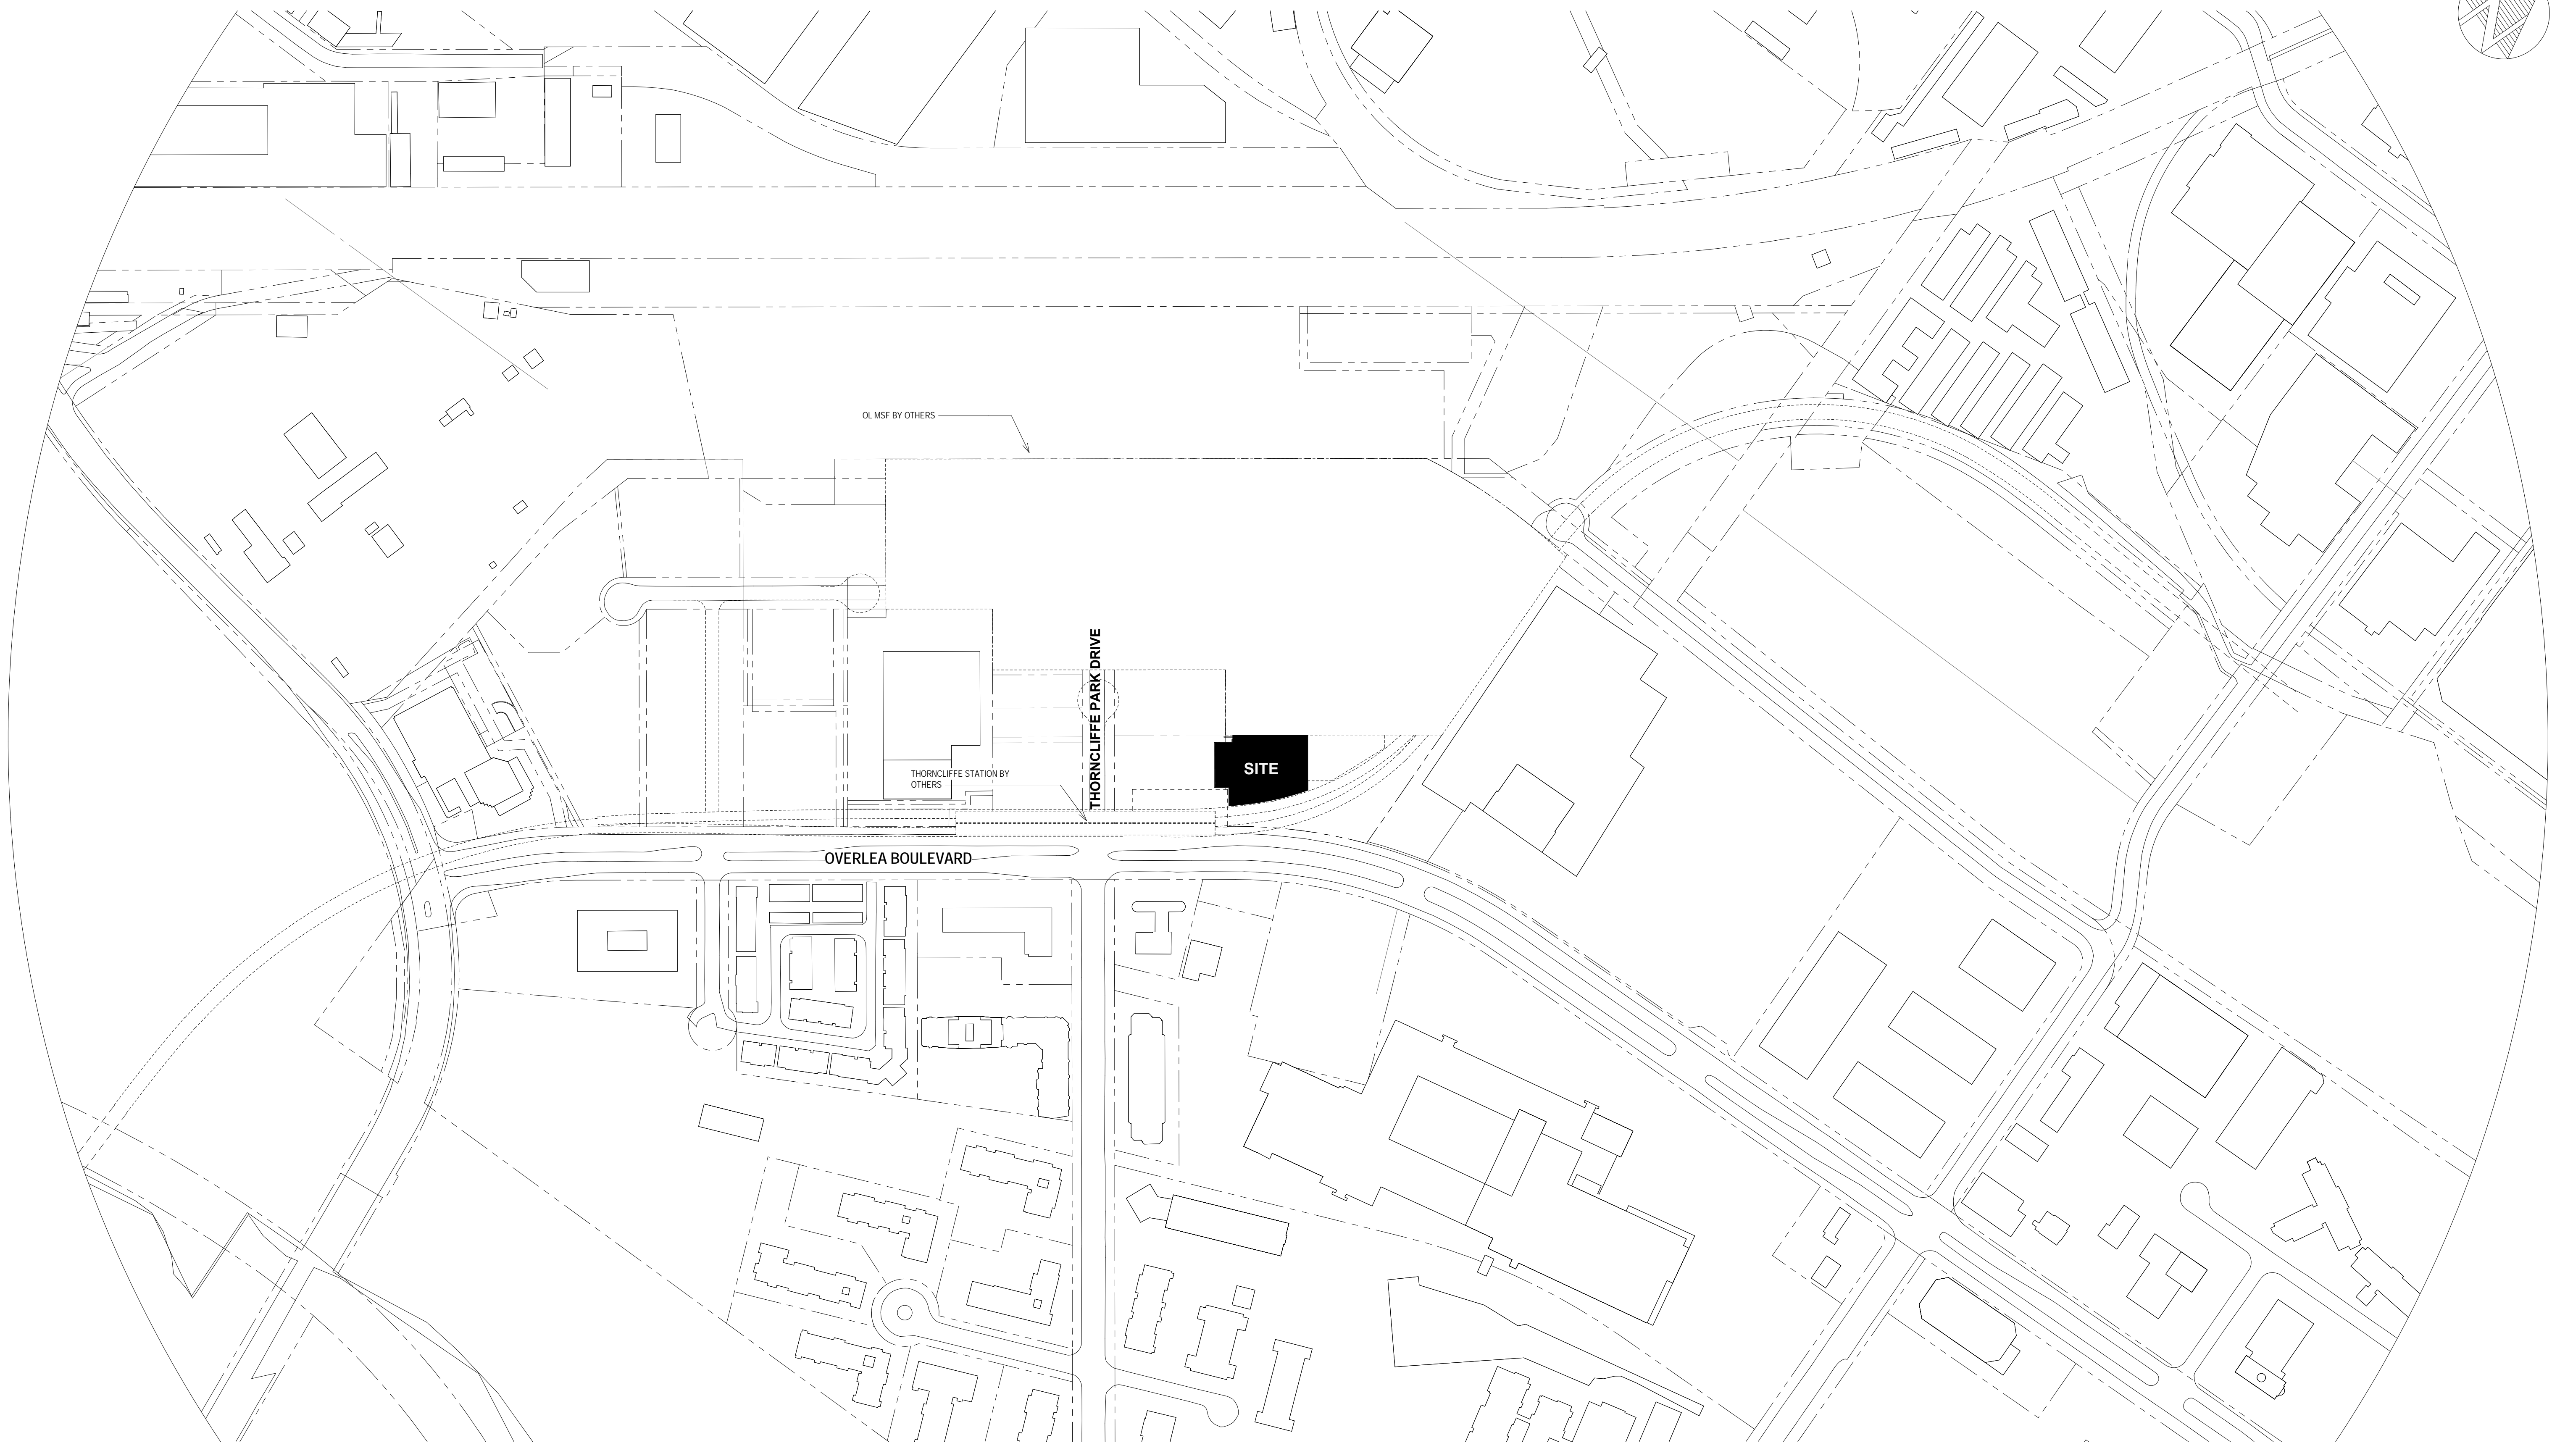 OL MSF BY OTHERS
THORNCLIFFE PARK DRIVE
SITE
THORNCLIFFE STATION BY
OTHERS
OVERLEA BOULEVARD